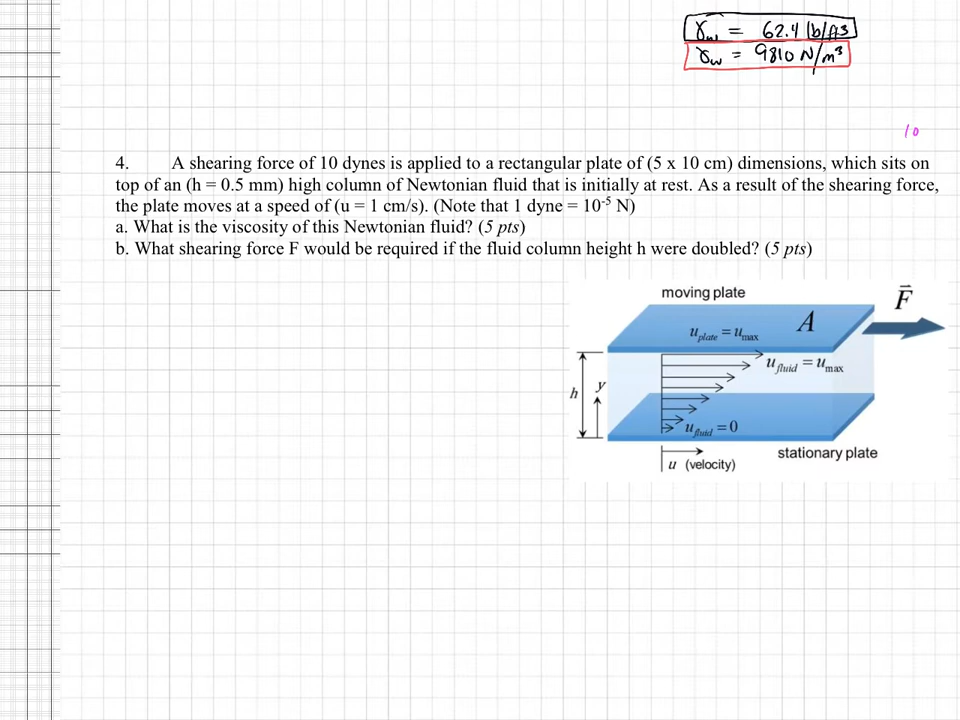 γw = 62.4 lb/ft3
γw = 9810 N/m³
10
4. A shearing force of 10 dynes is applied to a rectangular plate of (5 x 10 cm) dimensions, which sits on
top of an (h = 0.5 mm) high column of Newtonian fluid that is initially at rest. As a result of the shearing force,
the plate moves at a speed of (u = 1 cm/s). (Note that 1 dyne = 10⁻⁵ N)
a. What is the viscosity of this Newtonian fluid? (5 pts)
b. What shearing force F would be required if the fluid column height h were doubled? (5 pts)
moving plate
F⃗
A
u plate = u max
u fluid = u max
h
y
u fluid = 0
stationary plate
u (velocity)